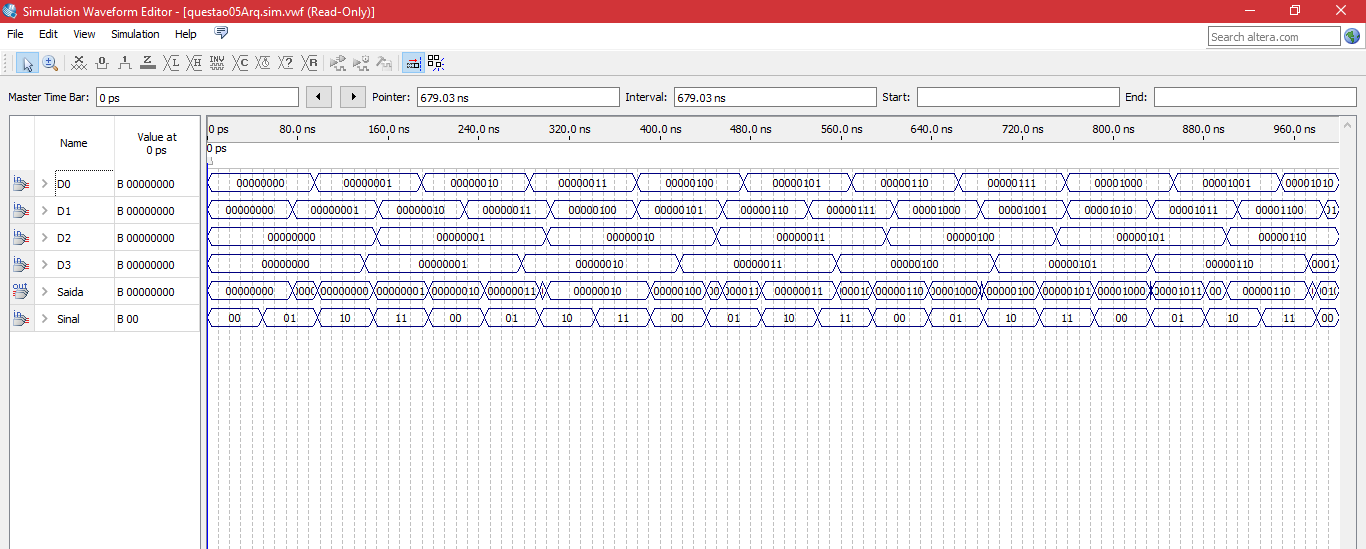 Simulation Waveform Editor - [questao05Arq.sim.vwf (Read-Only)]
File Edit View Simulation Help
Search altera.com
Master Time Bar: 0 ps Pointer: 679.03 ns Interval: 679.03 ns Start: End:
Name Value at 0 ps
0 ps 80.0 ns 160.0 ns 240.0 ns 320.0 ns 400.0 ns 480.0 ns 560.0 ns 640.0 ns 720.0 ns 800.0 ns 880.0 ns 960.0 ns
0 ps
in D0 B 00000000 00000000 00000001 00000010 00000011 00000100 00000101 00000110 00000111 00001000 00001001 00001010
in D1 B 00000000 00000000 00000001 00000010 00000011 00000100 00000101 00000110 00000111 00001000 00001001 00001010 00001011 00001100
in D2 B 00000000 00000000 00000001 00000010 00000011 00000100 00000101 00000110
in D3 B 00000000 00000000 00000001 00000010 00000011 00000100 00000101 00000110
out Saida B 00000000 00000000 00000000 00000001 00000010 00000011 00000010 00000100 00000011 00000110 00001000 00000100 00000101 00001000 00001011 00 00000110
in Sinal B 00 00 01 10 11 00 01 10 11 00 01 10 11 00 01 10 11 00 01 10 11 00